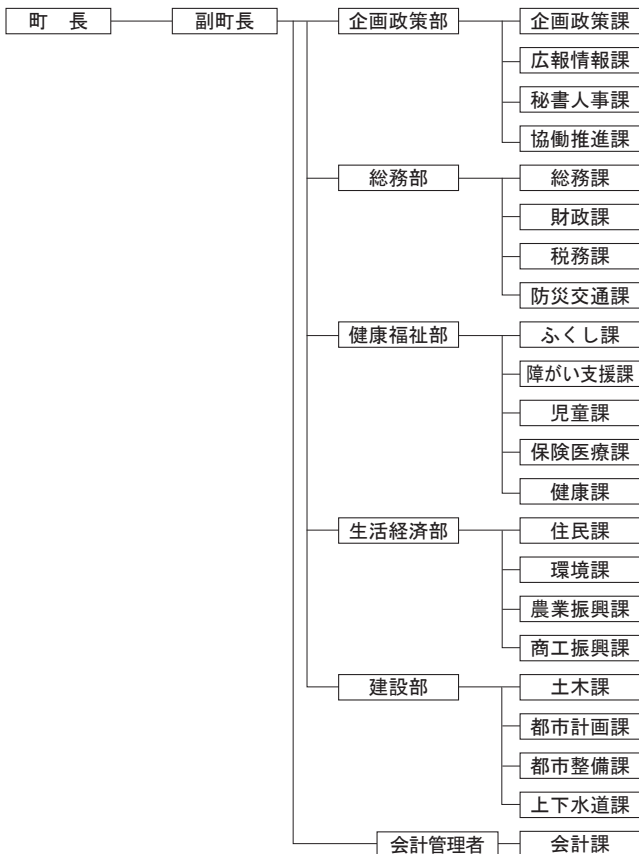 町 長 副町長 企画政策部 企画政策課
広報情報課
秘書人事課
協働推進課
総務部 総務課
財政課
税務課
防災交通課
健康福祉部 ふくし課
障がい支援課
児童課
保険医療課
健康課
生活経済部 住民課
環境課
農業振興課
商工振興課
建設部 土木課
都市計画課
都市整備課
上下水道課
会計管理者 会計課